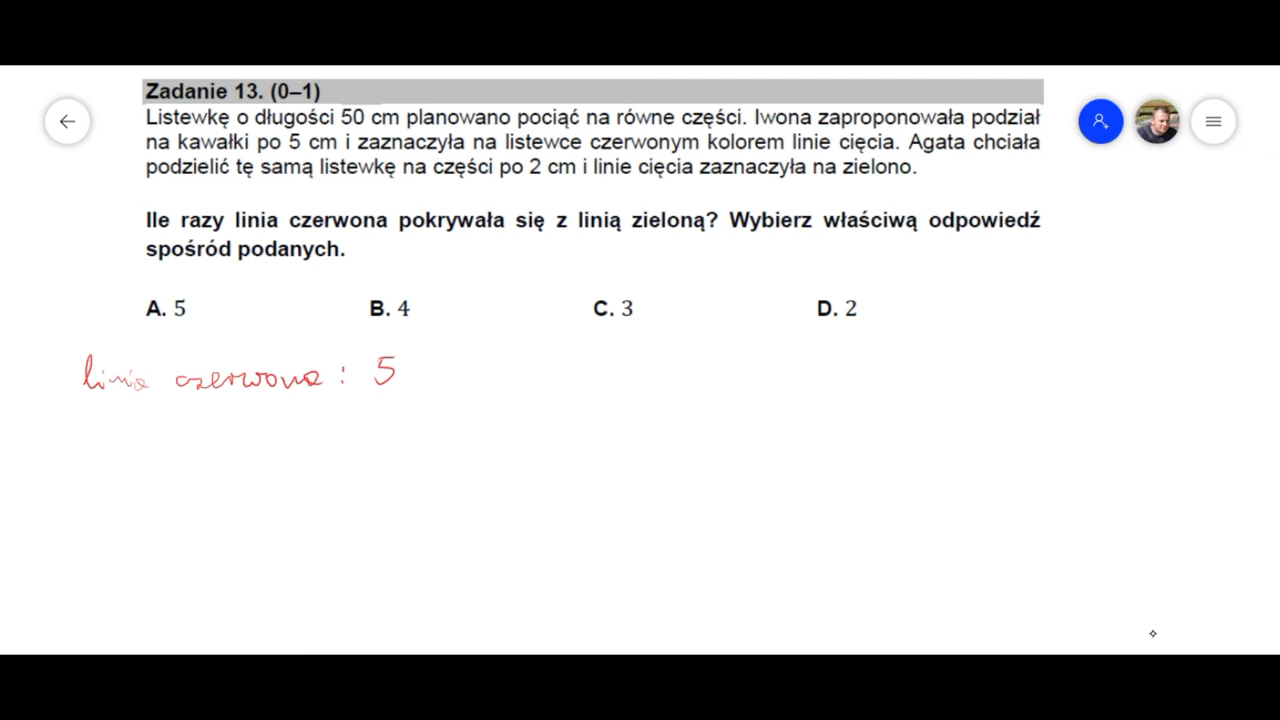 Zadanie 13. (0–1)
Listewkę o długości 50 cm planowano pociąć na równe części. Iwona zaproponowała podział
na kawałki po 5 cm i zaznaczyła na listewce czerwonym kolorem linie cięcia. Agata chciała
podzielić tę samą listewkę na części po 2 cm i linie cięcia zaznaczyła na zielono.
Ile razy linia czerwona pokrywała się z linią zieloną? Wybierz właściwą odpowiedź
spośród podanych.
A. 5 B. 4 C. 3 D. 2
linia czerwona: 5